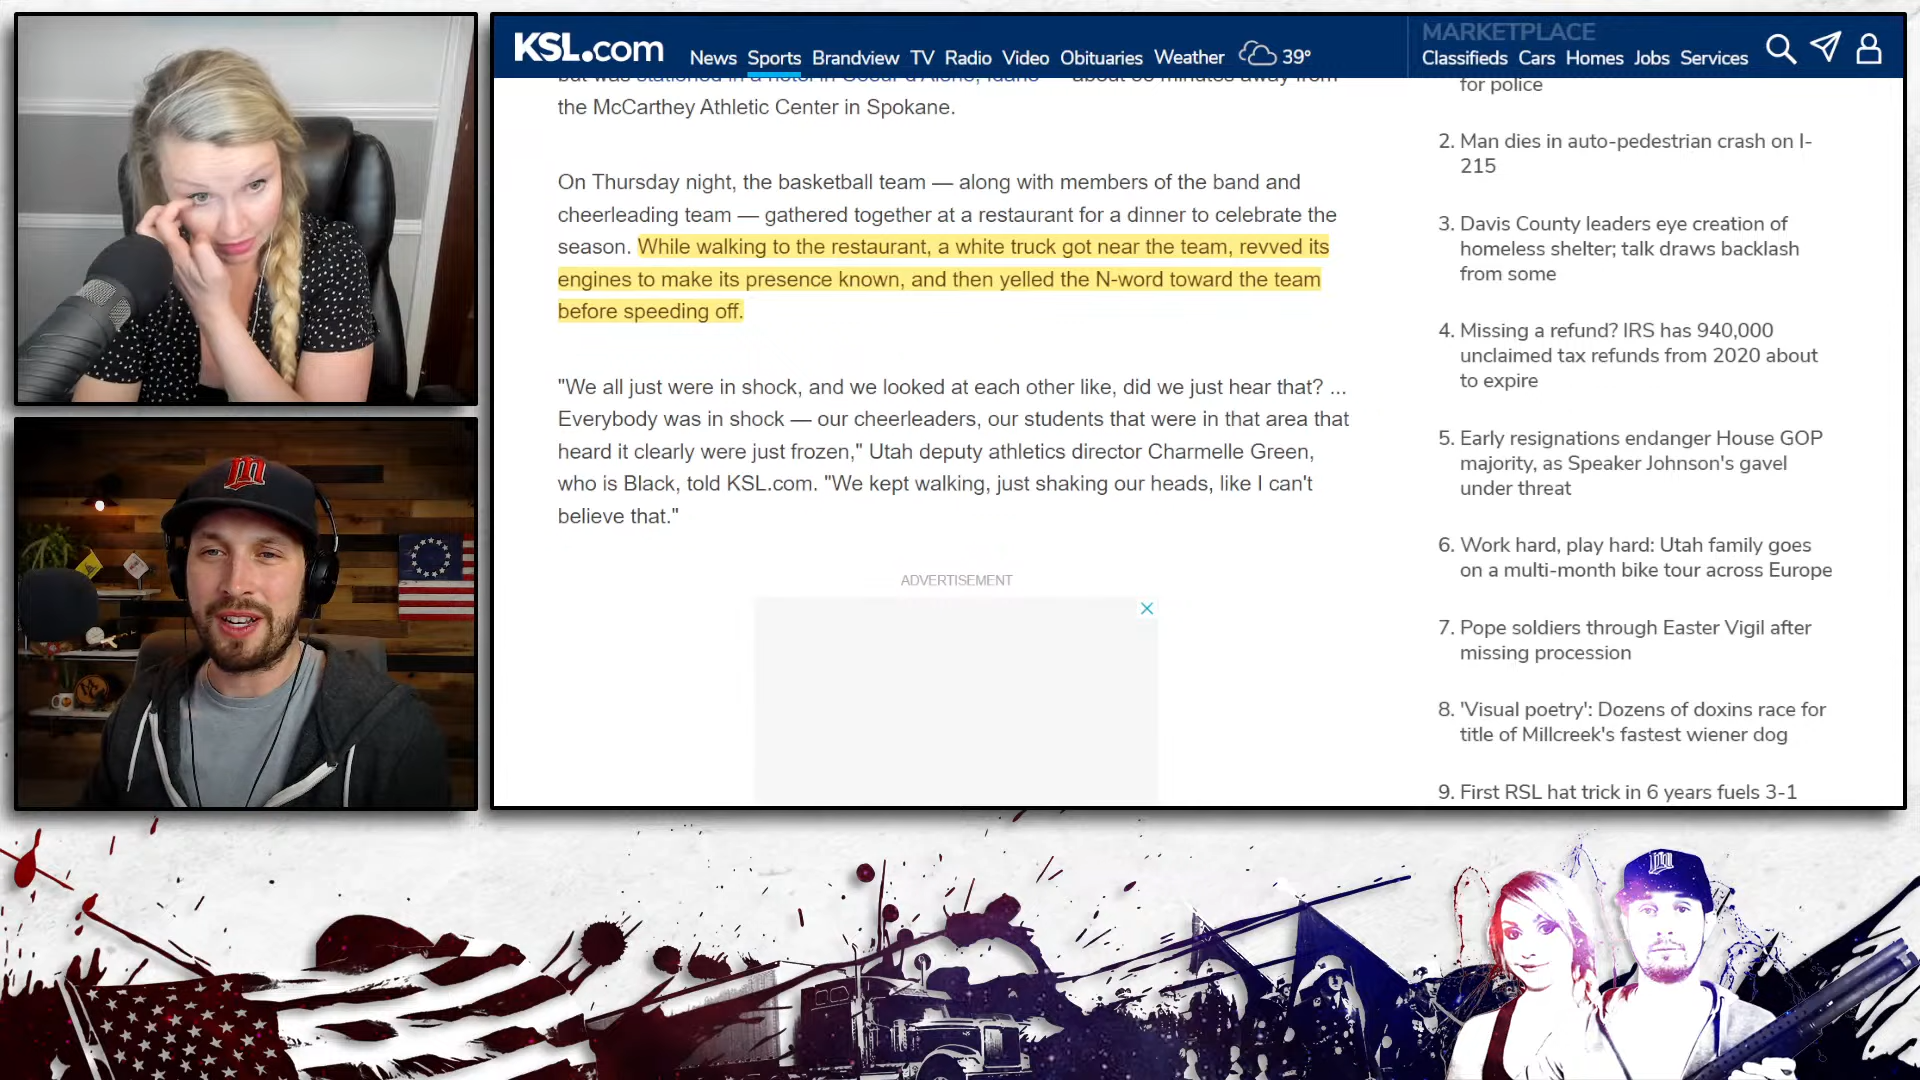 KSL.com
News Sports Brandview TV Radio Video Obituaries Weather 39°
MARKETPLACE
Classifieds Cars Homes Jobs Services
the McCarthey Athletic Center in Spokane.
On Thursday night, the basketball team — along with members of the band and
cheerleading team — gathered together at a restaurant for a dinner to celebrate the
season. While walking to the restaurant, a white truck got near the team, revved its
engines to make its presence known, and then yelled the N-word toward the team
before speeding off.
"We all just were in shock, and we looked at each other like, did we just hear that? ...
Everybody was in shock — our cheerleaders, our students that were in that area that
heard it clearly were just frozen," Utah deputy athletics director Charmelle Green,
who is Black, told KSL.com. "We kept walking, just shaking our heads, like I can't
believe that."
ADVERTISEMENT
for police
2. Man dies in auto-pedestrian crash on I-
215
3. Davis County leaders eye creation of
homeless shelter; talk draws backlash
from some
4. Missing a refund? IRS has 940,000
unclaimed tax refunds from 2020 about
to expire
5. Early resignations endanger House GOP
majority, as Speaker Johnson's gavel
under threat
6. Work hard, play hard: Utah family goes
on a multi-month bike tour across Europe
7. Pope soldiers through Easter Vigil after
missing procession
8. 'Visual poetry': Dozens of doxins race for
title of Millcreek's fastest wiener dog
9. First RSL hat trick in 6 years fuels 3-1